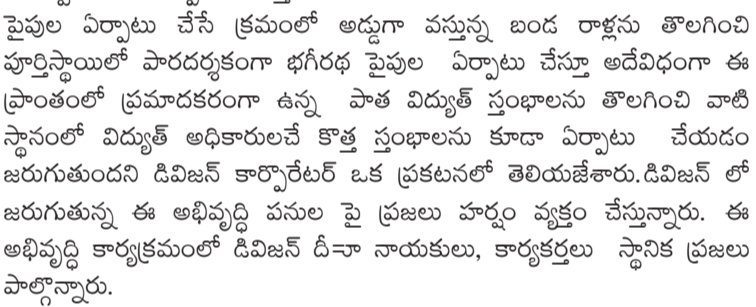 పైపుల ఏర్పాటు చేసే క్రమంలో అడ్డుగా వస్తున్న బండ రాళ్లను తొలగించి
పూర్తిస్థాయిలో పారదర్శకంగా భగీరథ పైపుల ఏర్పాటు చేస్తూ అదేవిధంగా ఈ
ప్రాంతంలో ప్రమాదకరంగా ఉన్న పాత విద్యుత్ స్తంభాలను తొలగించి వాటి
స్థానంలో విద్యుత్ అధికారులచే కొత్త స్తంభాలను కూడా ఏర్పాటు చేయడం
జరుగుతుందని డివిజన్ కార్పొరేటర్ ఒక ప్రకటనలో తెలియజేశారు.డివిజన్ లో
జరుగుతున్న ఈ అభివృద్ధి పనుల పై ప్రజలు హర్షం వ్యక్తం చేస్తున్నారు. ఈ
అభివృద్ధి కార్యక్రమంలో డివిజన్ నాయకులు, కార్యకర్తలు స్థానిక ప్రజలు
పాల్గొన్నారు.